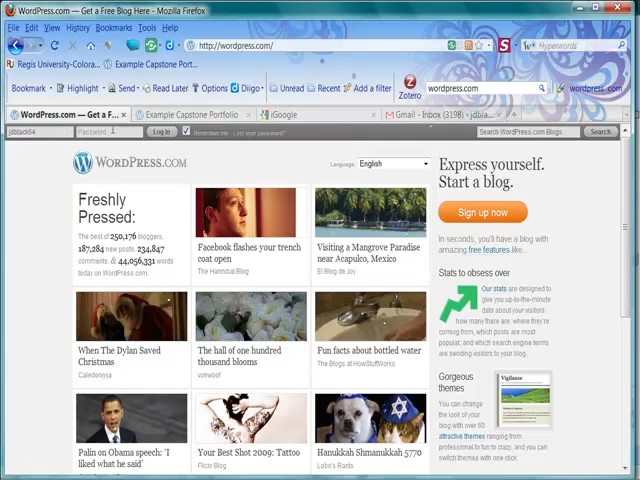 WordPress.com — Get a Free Blog Here - Mozilla Firefox
File Edit View History Bookmarks Tools Help
http://wordpress.com/ Hyperwords
Regis University-Colora... Example Capstone Port...
Bookmark Highlight Send Read Later Options Diigo Unread Recent Add a filter Zotero wordpress.com wordpress.com
WordPress.com — Get a F... Example Capstone Portfolio iGoogle Gmail - Inbox (3198) - jdbla...
jdblack64 Password Log In Remember me Lost your password? Search WordPress.com Blogs Search
WORDPRESS.COM
Language: English
Express yourself.
Start a blog.
Sign up now
In seconds, you'll have a blog with
amazing free features like..
Freshly
Pressed:
The best of 250,176 bloggers,
187,284 new posts, 234,847
comments, & 44,056,331 words
today on WordPress.com.
Facebook flashes your trench
coat open
The Hannibal Blog
Visiting a Mangrove Paradise
near Acapulco, Mexico
El Blog de Joy
Stats to obsess over
Our stats are designed to
give you up-to-the-minute
data about your visitors
from: how many there are, where they're
coming from, which posts are most
popular, and which search engine terms
are sending visitors to your blog.
When The Dylan Saved
Christmas
Caledonyya
The hall of one hundred
thousand blooms
vonwoof
Fun facts about bottled water
The Blogs at HowStuffWorks
Gorgeous
themes
Vigilance
You can change
the look of your
blog with over 60
attractive themes ranging from
professional to fun to crazy, and you can
switch themes with one click
Palin on Obama speech: 'I
liked what he said'
Your Best Shot 2009: Tattoo
Flickr Blog
Hanukkah Shmanukkah 5770
Lobo's Rants